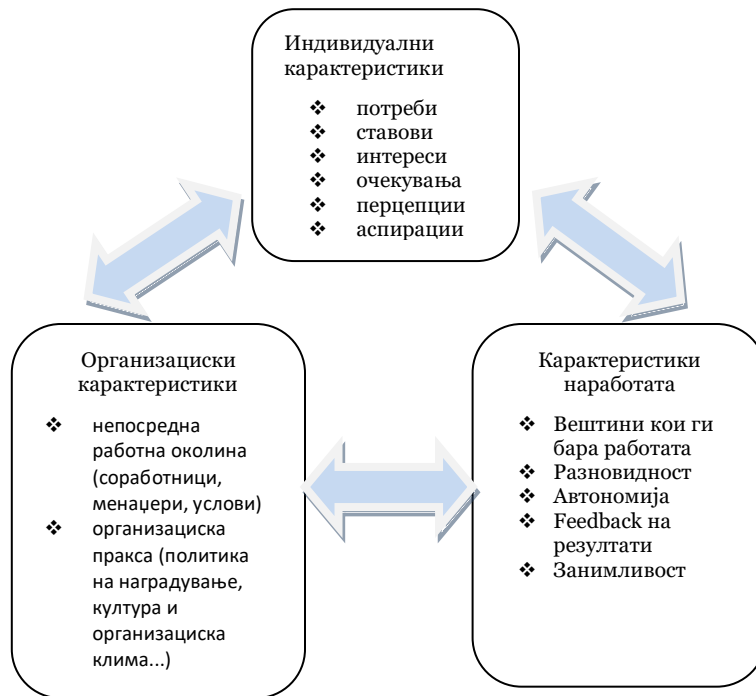 Индивидуални
карактеристики
❖ потреби
❖ ставови
❖ интереси
❖ очекувања
❖ перцепции
❖ аспирации
Организациски
карактеристики
❖ непосредна
работна околина
(соработници,
менаџери, услови)
❖ организациска
пракса (политика
на наградување,
култура и
организациска
клима...)
Карактеристики
наработата
❖ Вештини кои ги
бара работата
❖ Разновидност
❖ Автономија
❖ Feedback на
резултати
❖ Занимливост